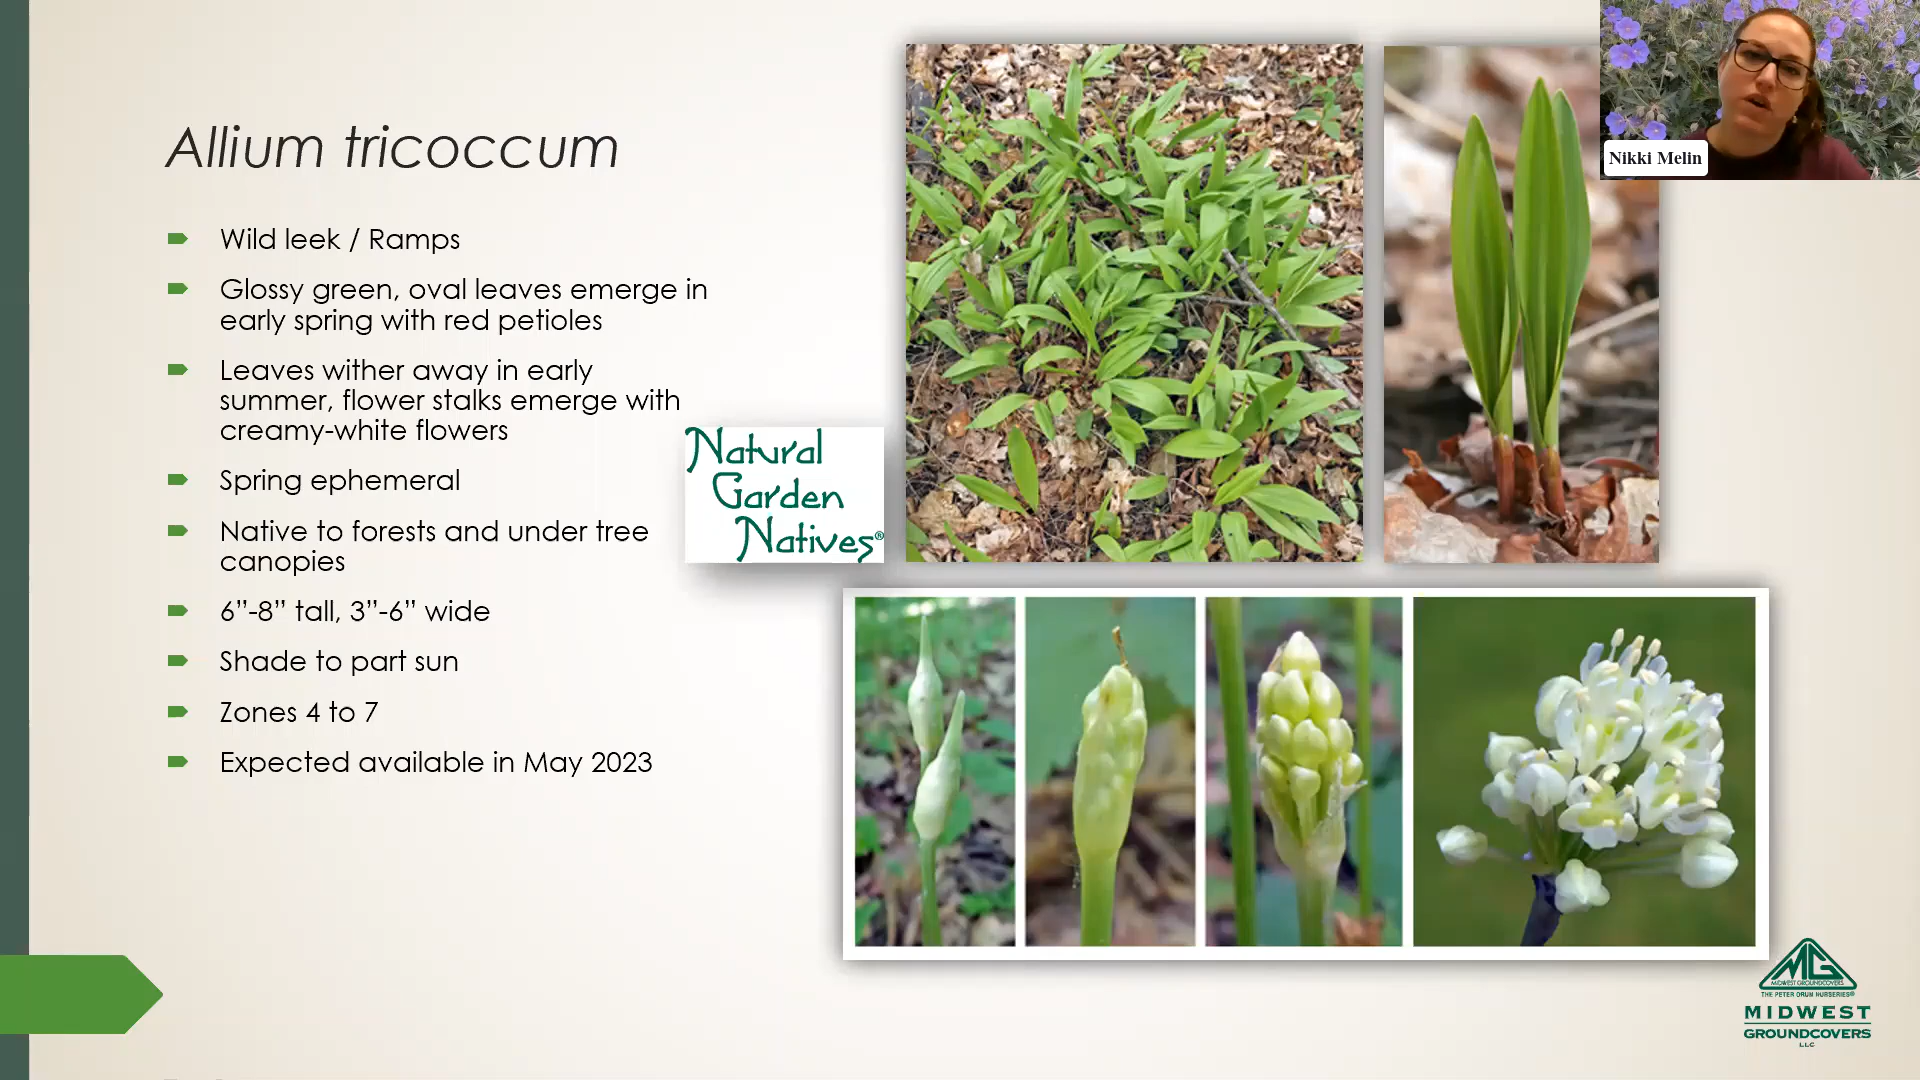 Allium tricoccum
Wild leek / Ramps
Glossy green, oval leaves emerge in
early spring with red petioles
Leaves wither away in early
summer, flower stalks emerge with
creamy-white flowers
Spring ephemeral
Native to forests and under tree
canopies
6”-8” tall, 3”-6” wide
Shade to part sun
Zones 4 to 7
Expected available in May 2023
Natural
Garden
Natives®
Nikki Melin
MG
MIDWEST GROUNDCOVERS
THE PETER ORUM NURSERIES®
MIDWEST
GROUNDCOVERS
LLC